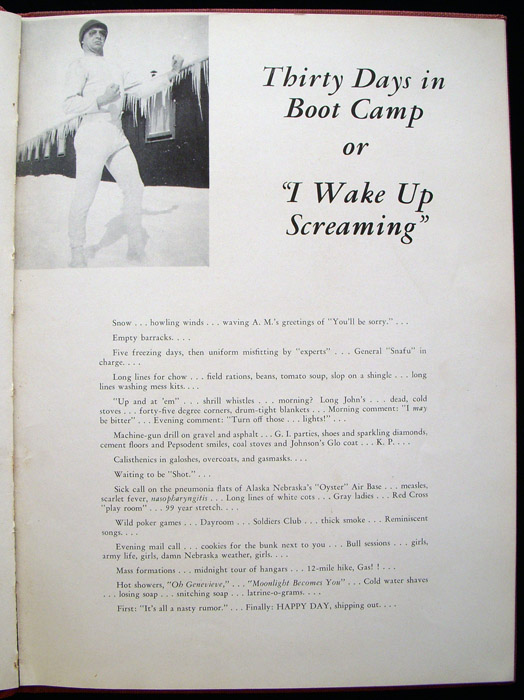 Thirty Days in
Boot Camp
or
"I Wake Up
Screaming"
Snow . . . howling winds . . . waving A. M.'s greetings of "You'll be sorry." . . .
Empty barracks. . . .
Five freezing days, then uniform misfitting by "experts" . . . General "Snafu" in
charge. . . .
Long lines for chow . . . field rations, beans, tomato soup, slop on a shingle . . . long
lines washing mess kits. . . .
"Up and at 'em" . . . shrill whistles . . . morning? Long John's . . . dead, cold
stoves . . . forty-five degree corners, drum-tight blankets . . . Morning comment: "I may
be bitter" . . . Evening comment: "Turn off those . . . lights!" . . .
Machine-gun drill on gravel and asphalt . . . G. I. parties, shoes and sparkling diamonds,
cement floors and Pepsodent smiles, coal stoves and Johnson's Glo coat . . . K. P. . . .
Calisthenics in galoshes, overcoats, and gasmasks. . . .
Waiting to be "Shot." . . .
Sick call on the pneumonia flats of Alaska Nebraska's "Oyster" Air Base . . . measles,
scarlet fever, nasopharyngitis . . . Long lines of white cots . . . Gray ladies . . . Red Cross
"play room" . . . 99 year stretch. . . .
Wild poker games . . . Dayroom . . . Soldiers Club . . . thick smoke . . . Reminiscent
songs. . . .
Evening mail call . . . cookies for the bunk next to you . . . Bull sessions . . . girls,
army life, girls, damn Nebraska weather, girls. . . .
Mass formations . . . midnight tour of hangars . . . 12-mile hike, Gas! ! . . .
Hot showers, "Oh Genevieve," . . . "Moonlight Becomes You" . . . Cold water shaves
. . . losing soap . . . snitching soap . . . latrine-o-grams. . . .
First: "It's all a nasty rumor." . . . Finally: HAPPY DAY, shipping out. . . .